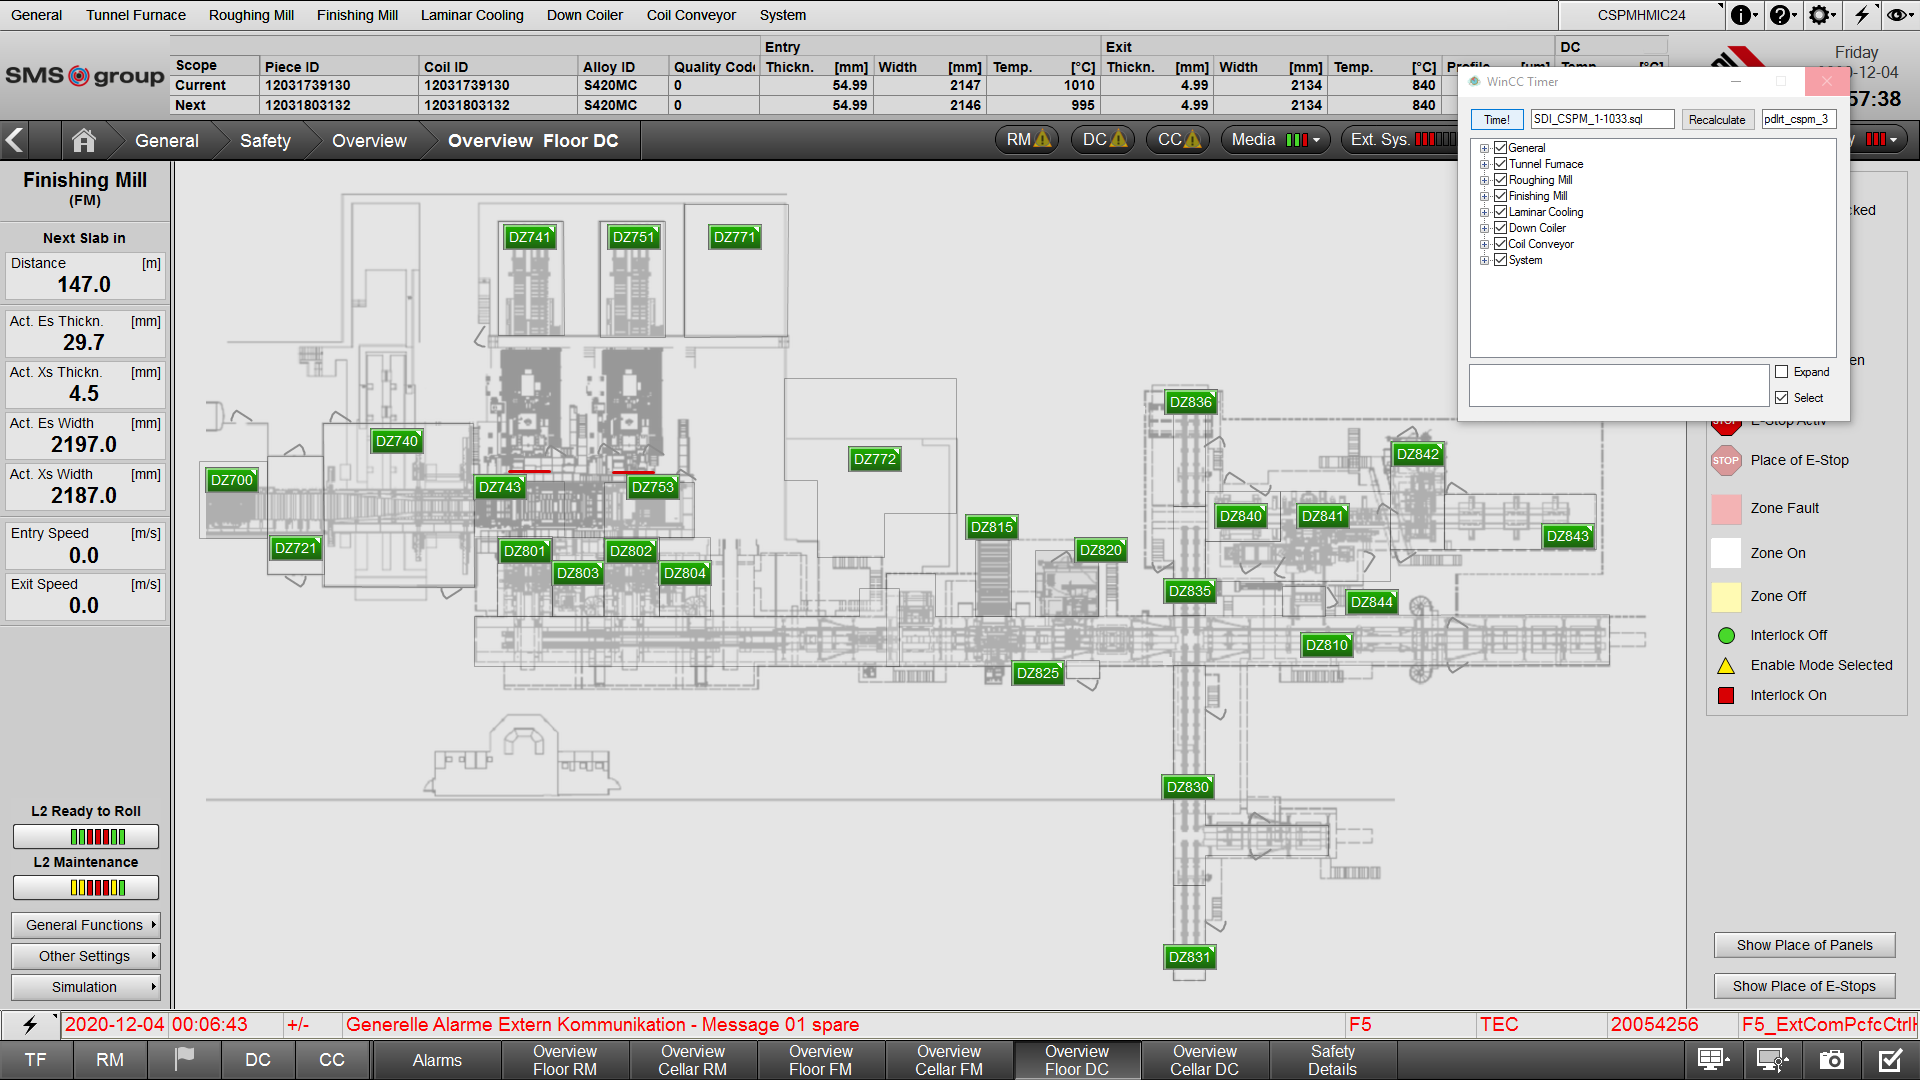 General Tunnel Furnace Roughing Mill Finishing Mill Laminar Cooling Down Coiler Coil Conveyor System CSPMHMIC24
SMS group
Entry Exit DC
Scope Piece ID Coil ID Alloy ID Quality Code Thickn. [mm] Width [mm] Temp. [°C] Thickn. [mm] Width [mm] Temp. [°C]
Current 12031739130 12031739130 S420MC 0 54.99 2147 1010 4.99 2134 840
Next 12031803132 12031803132 S420MC 0 54.99 2146 995 4.99 2134 840
Friday
-12-04
57:38
WinCC Timer
Time! SDI_CSPM_1-1033.sql Recalculate pdlrt_cspm_3
General
Tunnel Furnace
Roughing Mill
Finishing Mill
Laminar Cooling
Down Coiler
Coil Conveyor
System
Expand
Select
General Safety Overview Overview Floor DC RM DC CC Media Ext. Sys.
Finishing Mill
(FM)
Next Slab in
Distance [m]
147.0
Act. Es Thickn. [mm]
29.7
Act. Xs Thickn. [mm]
4.5
Act. Es Width [mm]
2197.0
Act. Xs Width [mm]
2187.0
Entry Speed [m/s]
0.0
Exit Speed [m/s]
0.0
L2 Ready to Roll
L2 Maintenance
General Functions
Other Settings
Simulation
DZ741 DZ751 DZ771
DZ836
DZ740
DZ842
DZ772
DZ700
DZ743 DZ753
DZ840 DZ841
DZ815
DZ843
DZ721 DZ801 DZ802 DZ820
DZ803 DZ804
DZ835
DZ844
DZ810
DZ825
DZ830
DZ831
cked
en
E-Stop Activ
STOP Place of E-Stop
Zone Fault
Zone On
Zone Off
Interlock Off
Enable Mode Selected
Interlock On
Show Place of Panels
Show Place of E-Stops
2020-12-04 00:06:43 +/- Generelle Alarme Extern Kommunikation - Message 01 spare F5 TEC 20054256 F5_ExtComPcfcCtrlH
TF RM DC CC Alarms Overview Floor RM Overview Cellar RM Overview Floor FM Overview Cellar FM Overview Floor DC Overview Cellar DC Safety Details